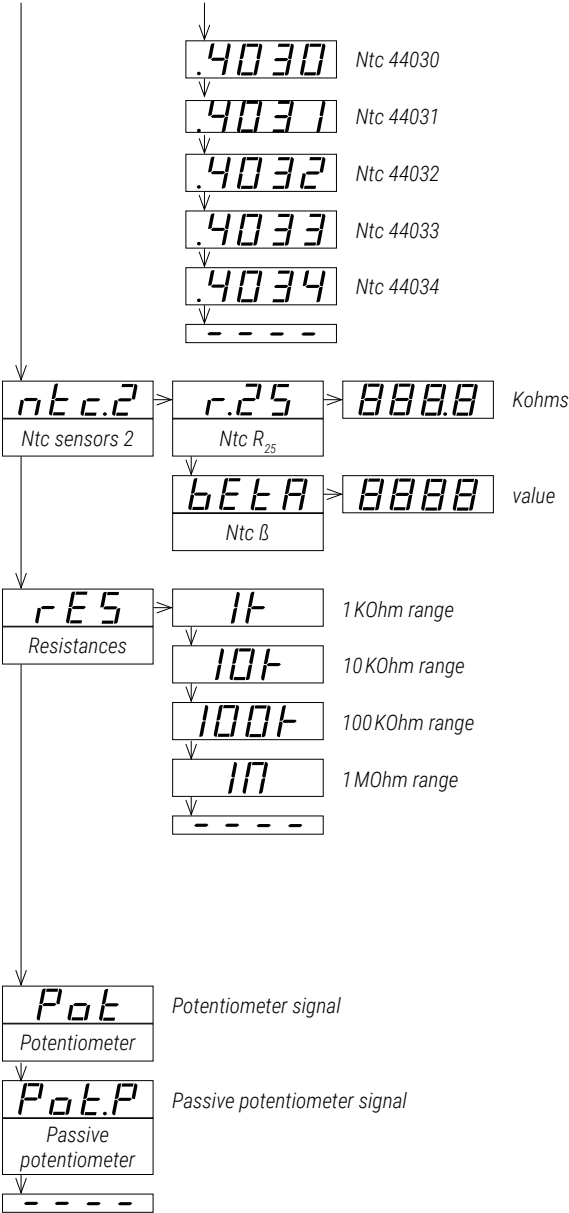 .4030 Ntc 44030
.4031 Ntc 44031
.4032 Ntc 44032
.4033 Ntc 44033
.4034 Ntc 44034
- - - -
ntc.2 r.25 888.8 Kohms
Ntc sensors 2 Ntc R25
bEtA 8888 value
Ntc ß
rES 1k 1 KOhm range
Resistances
10k 10 KOhm range
100k 100 KOhm range
1M 1 MOhm range
- - - -
Pot Potentiometer signal
Potentiometer
Pot.P Passive potentiometer signal
Passive
potentiometer
- - - -